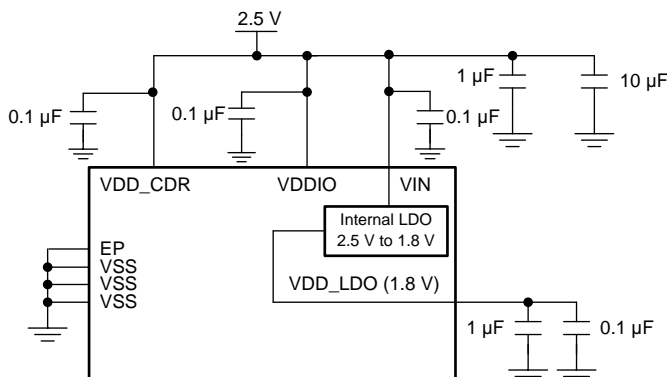 2.5 V
1 µF
10 µF
0.1 µF
0.1 µF
0.1 µF
VDD_CDR
VDDIO
VIN
Internal LDO
2.5 V to 1.8 V
EP
VSS
VSS
VSS
VDD_LDO (1.8 V)
1 µF
0.1 µF